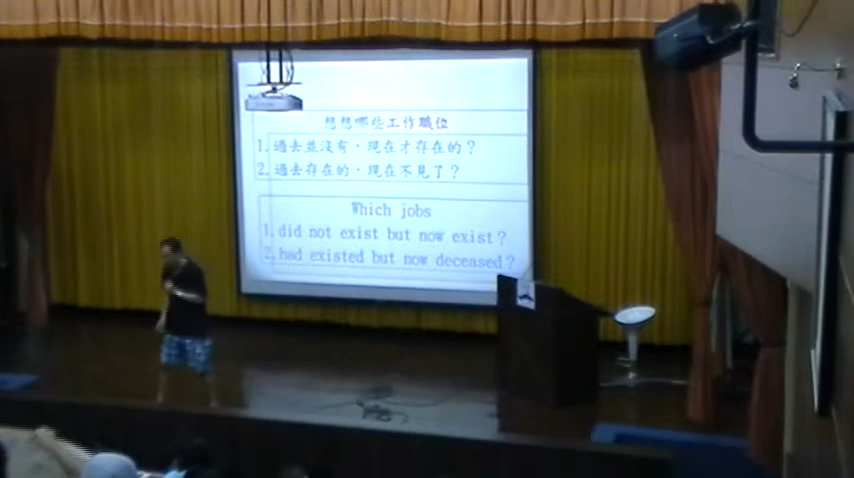 想想哪些工作職位
1. 過去並沒有，現在才存在的？
2. 過去存在的，現在不見了？
Which jobs
1. did not exist but now exist?
2. had existed but now deceased?